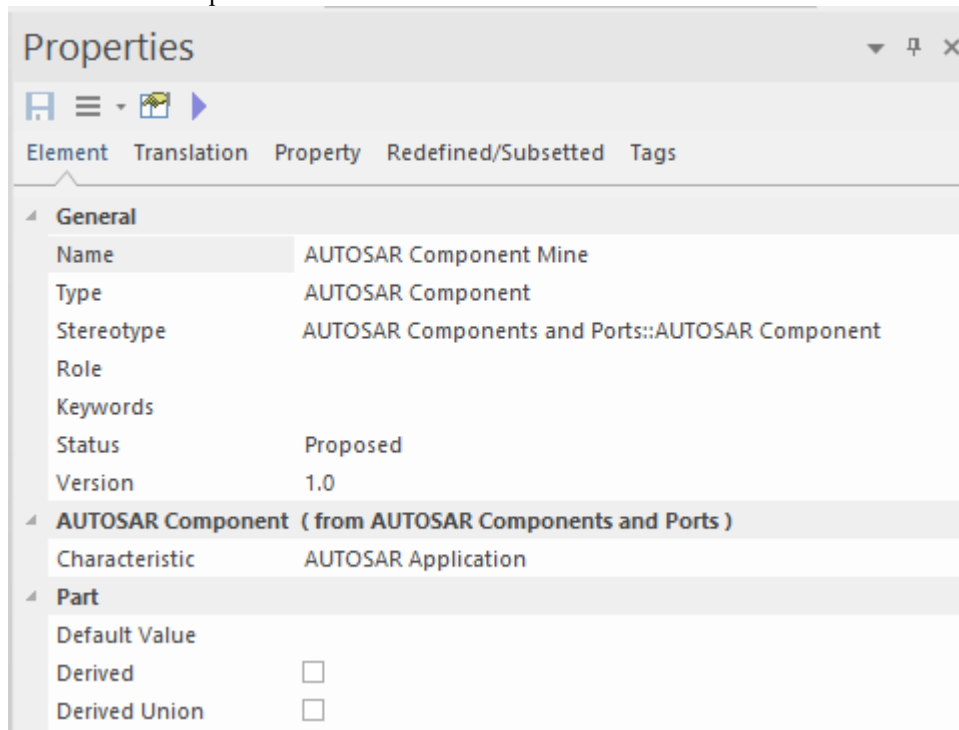 Properties
Element Translation Property Redefined/Subsetted Tags
General
Name AUTOSAR Component Mine
Type AUTOSAR Component
Stereotype AUTOSAR Components and Ports::AUTOSAR Component
Role
Keywords
Status Proposed
Version 1.0
AUTOSAR Component ( from AUTOSAR Components and Ports )
Characteristic AUTOSAR Application
Part
Default Value
Derived
Derived Union